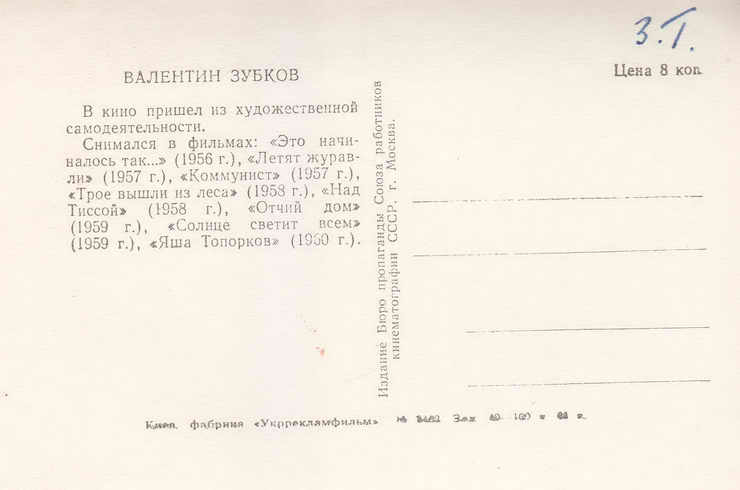 З.Т.
Цена 8 коп.
ВАЛЕНТИН ЗУБКОВ
В кино пришел из художественной
самодеятельности.
Снимался в фильмах: «Это начи-
налось так...» (1956 г.), «Летят журав-
ли» (1957 г.), «Коммунист» (1957 г.),
«Трое вышли из леса» (1958 г.), «Над
Тиссой» (1958 г.), «Отчий дом»
(1959 г.), «Солнце светит всем»
(1959 г.), «Яша Топорков» (1960 г.).
Издание Бюро пропаганды Союза работников
кинематографии СССР. г. Москва.
Киев. фабрика «Укррекламфильм» № Зак